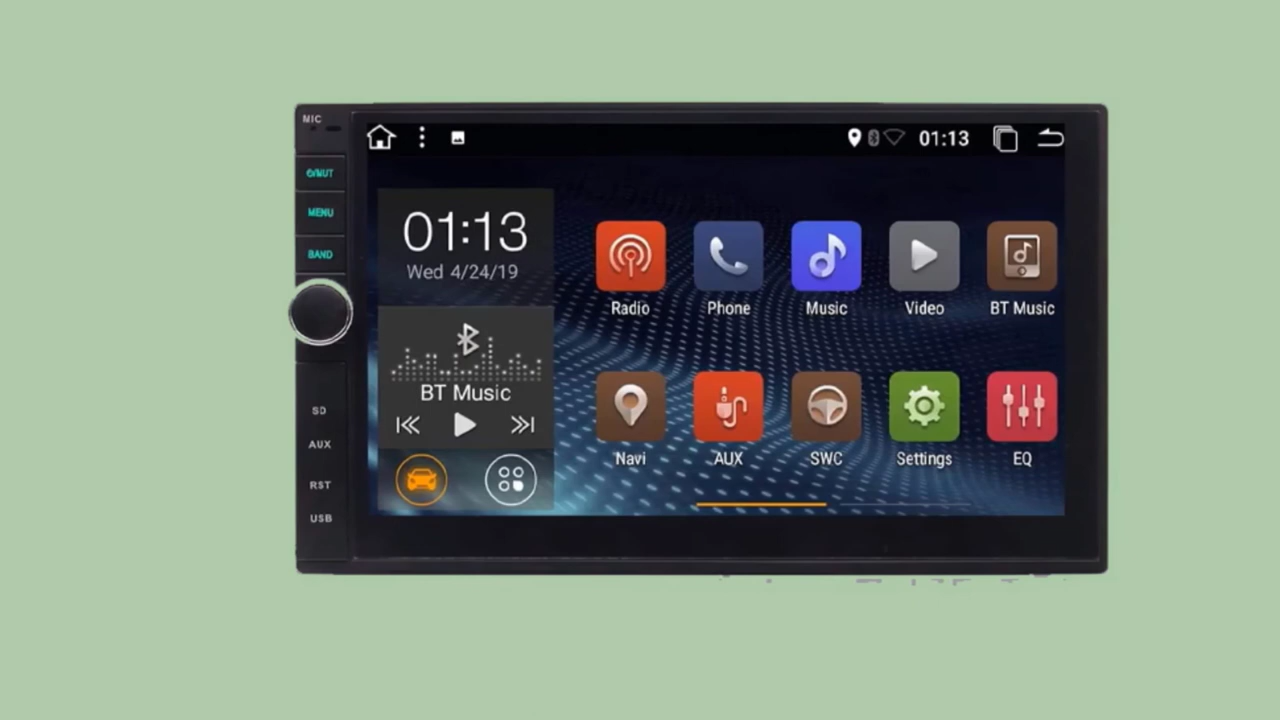 MIC
01:13
⏻/MUT
MENU
BAND
SD
AUX
RST
USB
01:13
Wed 4/24/19
BT Music
Radio
Phone
Music
Video
BT Music
Navi
AUX
SWC
Settings
EQ